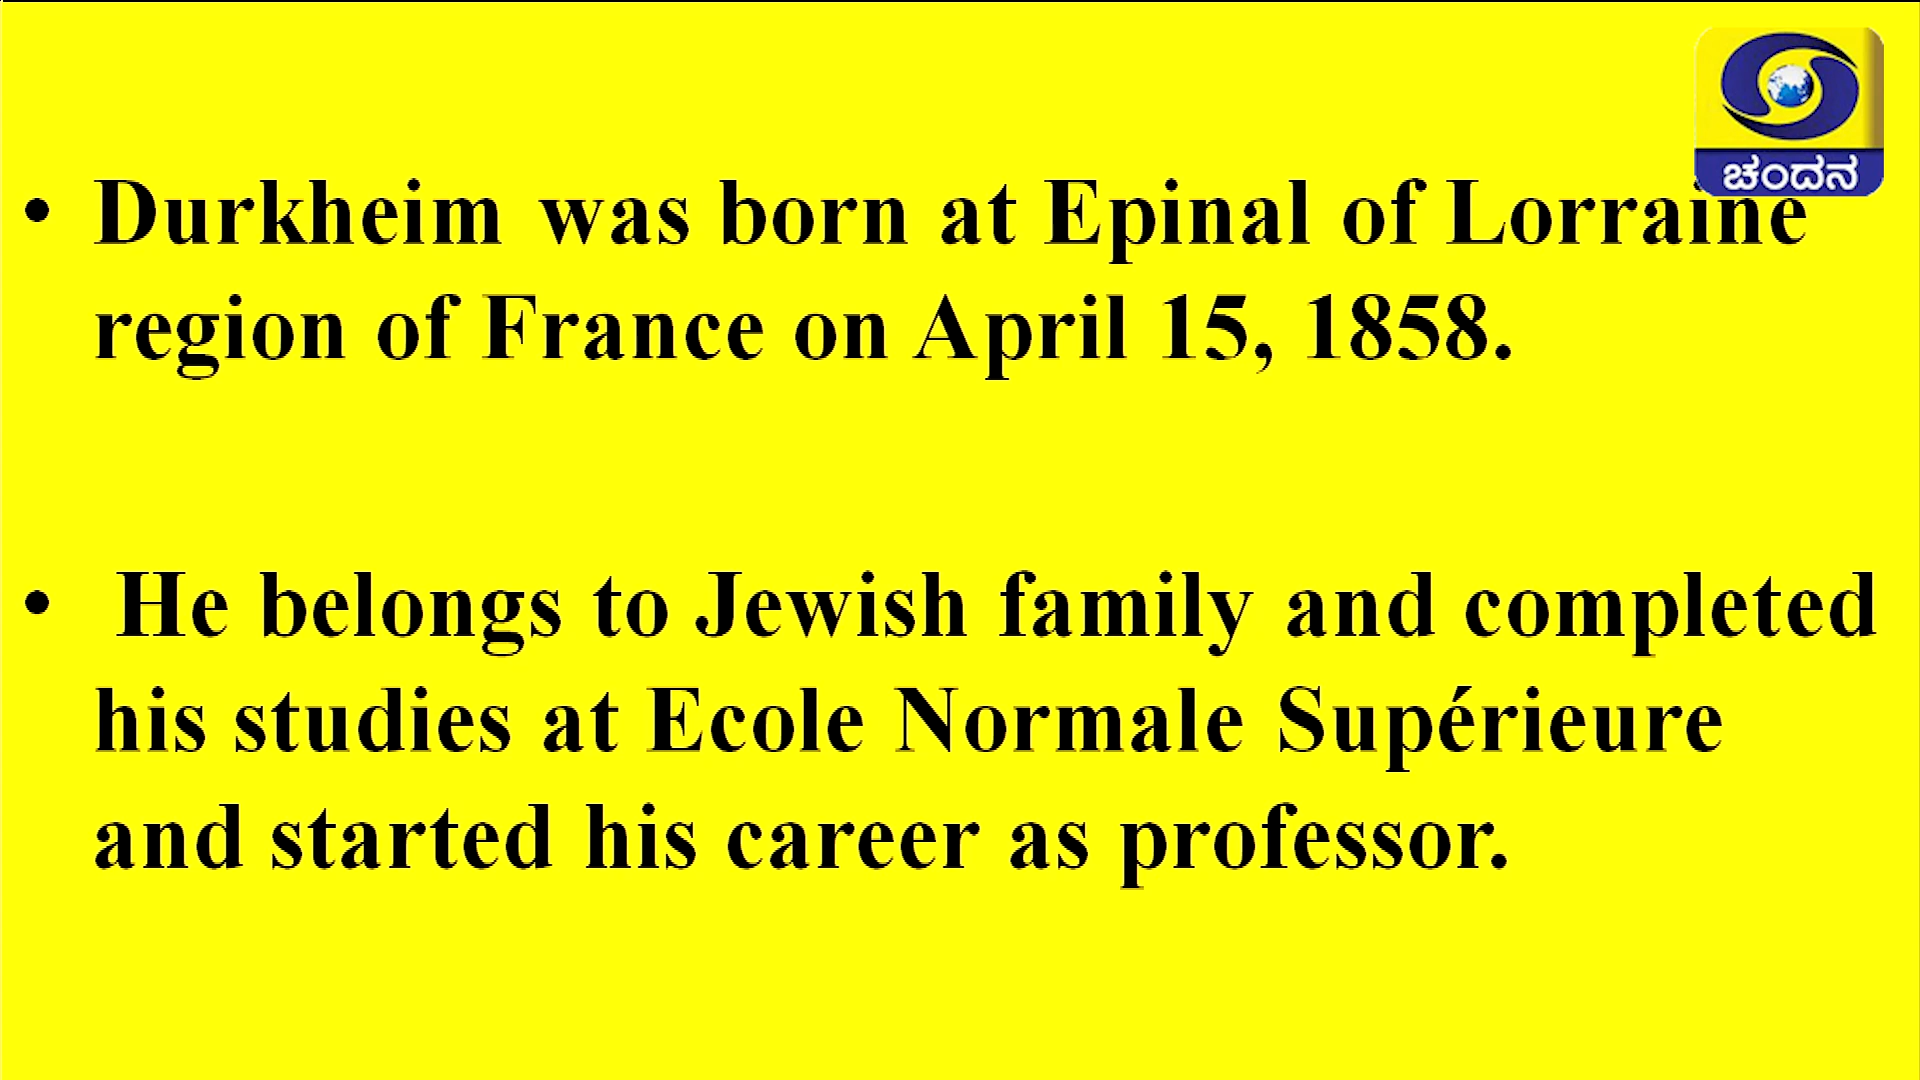 ಚಂದನ
• Durkheim was born at Epinal of Lorraine
region of France on April 15, 1858.
• He belongs to Jewish family and completed
his studies at Ecole Normale Supérieure
and started his career as professor.